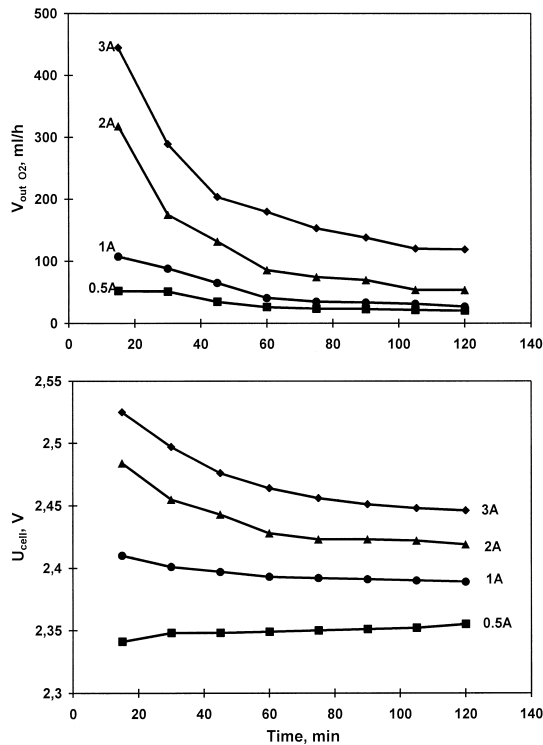 500
400
300
200
100
0
V out O2, ml/h
3A
2A
1A
0.5A
0 20 40 60 80 100 120 140
2,55
2,5
2,45
2,4
2,35
2,3
U cell, V
3A
2A
1A
0.5A
0 20 40 60 80 100 120 140
Time, min